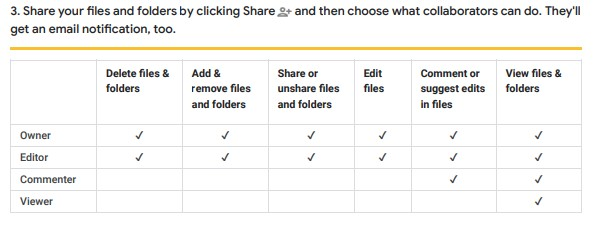 3. Share your files and folders by clicking Share and then choose what collaborators can do. They'll
get an email notification, too.
Delete files & folders Add & remove files and folders Share or unshare files and folders Edit files Comment or suggest edits in files View files & folders
Owner ✓ ✓ ✓ ✓ ✓ ✓
Editor ✓ ✓ ✓ ✓ ✓ ✓
Commenter ✓ ✓
Viewer ✓